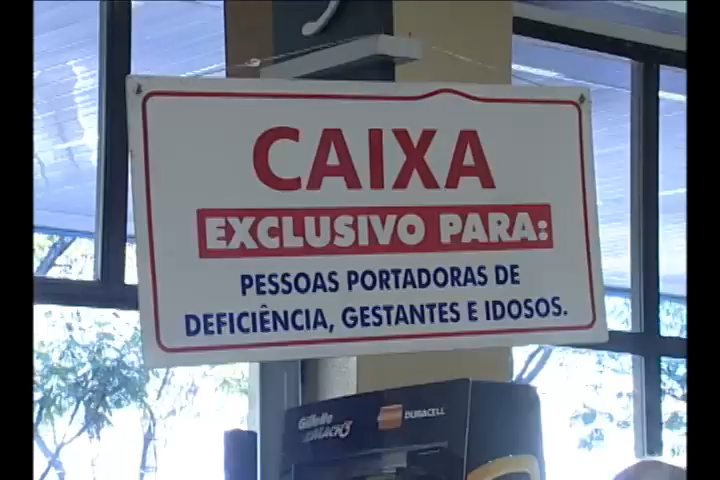 CAIXA
EXCLUSIVO PARA:
PESSOAS PORTADORAS DE
DEFICIÊNCIA, GESTANTES E IDOSOS.
Gillette DURACELL
MACH3